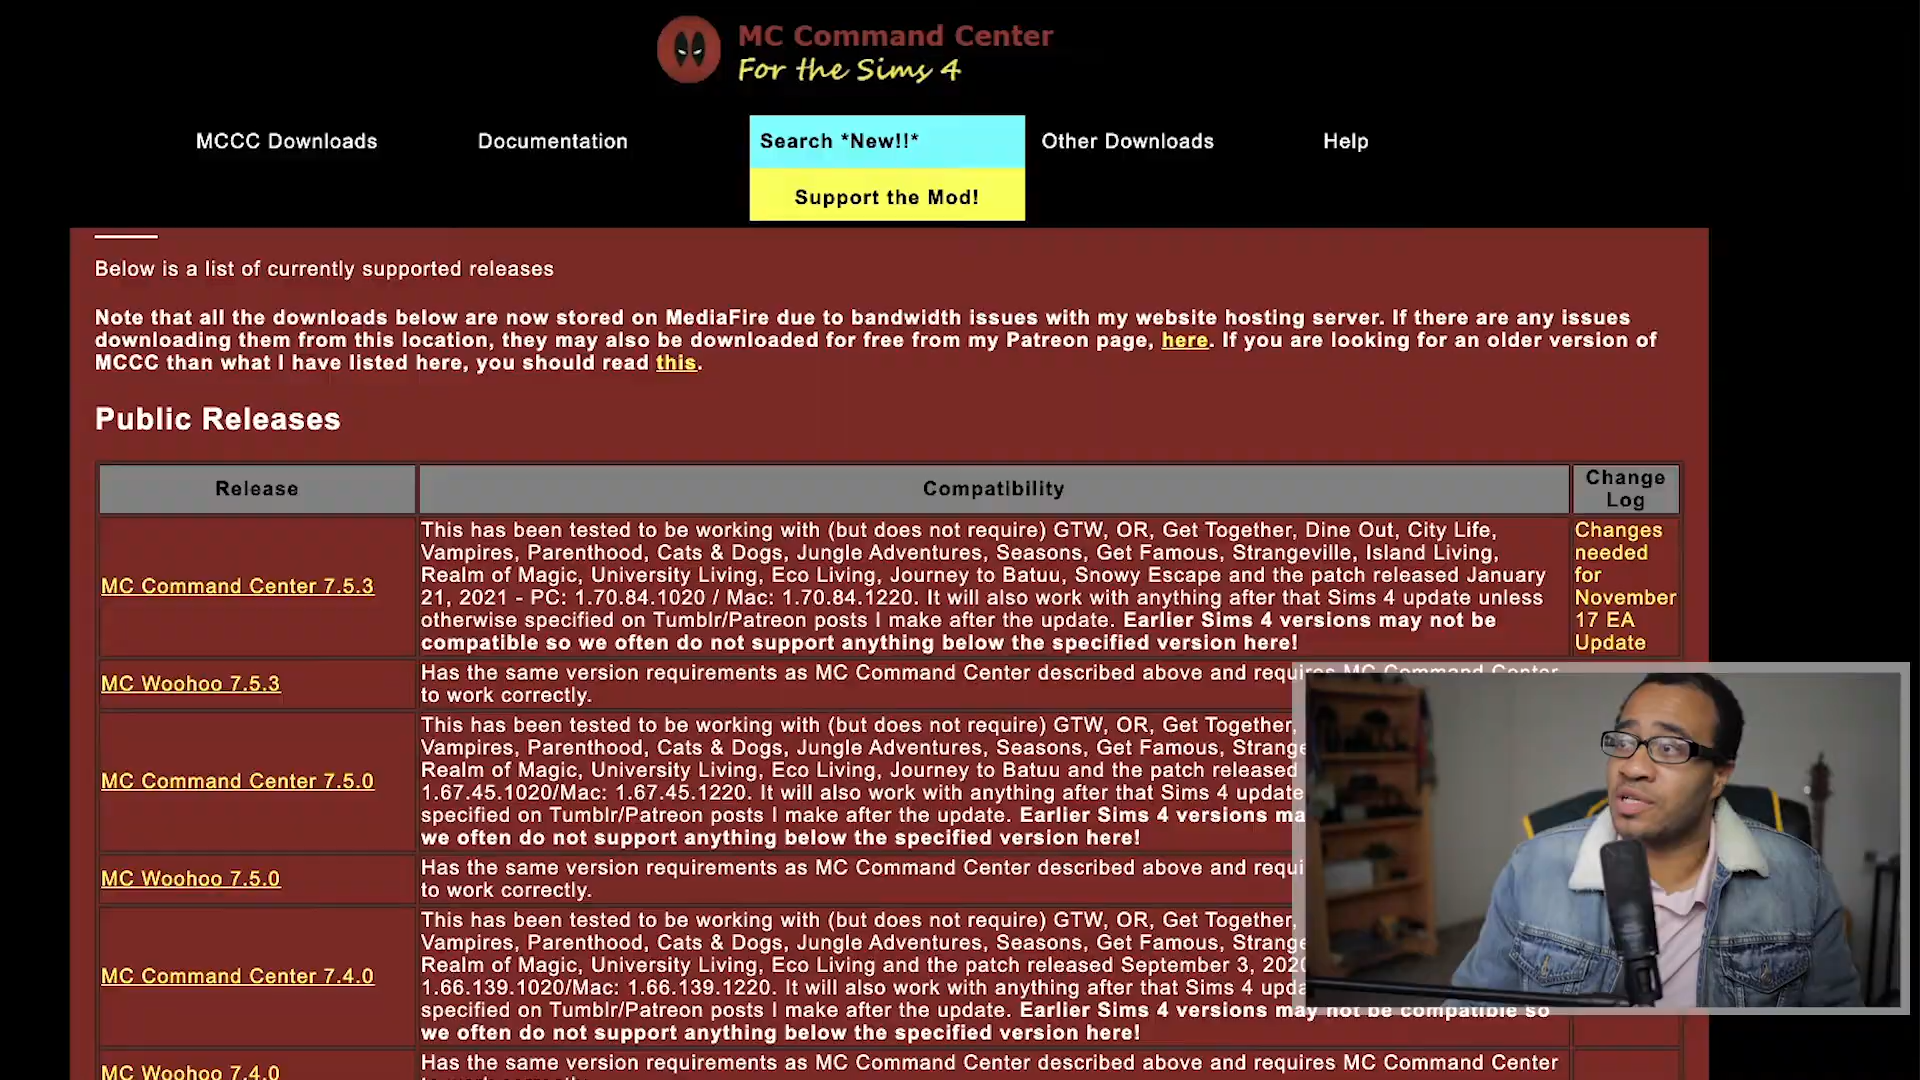 MC Command Center
For the Sims 4
MCCC Downloads
Documentation
Search *New!!*
Other Downloads
Help
Support the Mod!
Below is a list of currently supported releases
Note that all the downloads below are now stored on MediaFire due to bandwidth issues with my website hosting server. If there are any issues
downloading them from this location, they may also be downloaded for free from my Patreon page, here. If you are looking for an older version of
MCCC than what I have listed here, you should read this.
Public Releases
Release
Compatibility
Change
Log
MC Command Center 7.5.3
This has been tested to be working with (but does not require) GTW, OR, Get Together, Dine Out, City Life,
Vampires, Parenthood, Cats & Dogs, Jungle Adventures, Seasons, Get Famous, Strangeville, Island Living,
Realm of Magic, University Living, Eco Living, Journey to Batuu, Snowy Escape and the patch released January
21, 2021 - PC: 1.70.84.1020 / Mac: 1.70.84.1220. It will also work with anything after that Sims 4 update unless
otherwise specified on Tumblr/Patreon posts I make after the update. Earlier Sims 4 versions may not be
compatible so we often do not support anything below the specified version here!
Changes
needed
for
November
17 EA
Update
MC Woohoo 7.5.3
Has the same version requirements as MC Command Center described above and requires MC Command Center
to work correctly.
MC Command Center 7.5.0
This has been tested to be working with (but does not require) GTW, OR, Get Together,
Vampires, Parenthood, Cats & Dogs, Jungle Adventures, Seasons, Get Famous,
Realm of Magic, University Living, Eco Living, Journey to Batuu and the patch released
1.67.45.1020/Mac: 1.67.45.1220. It will also work with anything after that Sims 4 update
specified on Tumblr/Patreon posts I make after the update. Earlier Sims 4 versions
we often do not support anything below the specified version here!
MC Woohoo 7.5.0
Has the same version requirements as MC Command Center described above and
to work correctly.
MC Command Center 7.4.0
This has been tested to be working with (but does not require) GTW, OR, Get Together,
Vampires, Parenthood, Cats & Dogs, Jungle Adventures, Seasons, Get Famous,
Realm of Magic, University Living, Eco Living and the patch released September 3,
1.66.139.1020/Mac: 1.66.139.1220. It will also work with anything after that Sims 4
specified on Tumblr/Patreon posts I make after the update. Earlier Sims 4 versions may not be compatible so
we often do not support anything below the specified version here!
MC Woohoo 7.4.0
Has the same version requirements as MC Command Center described above and requires MC Command Center